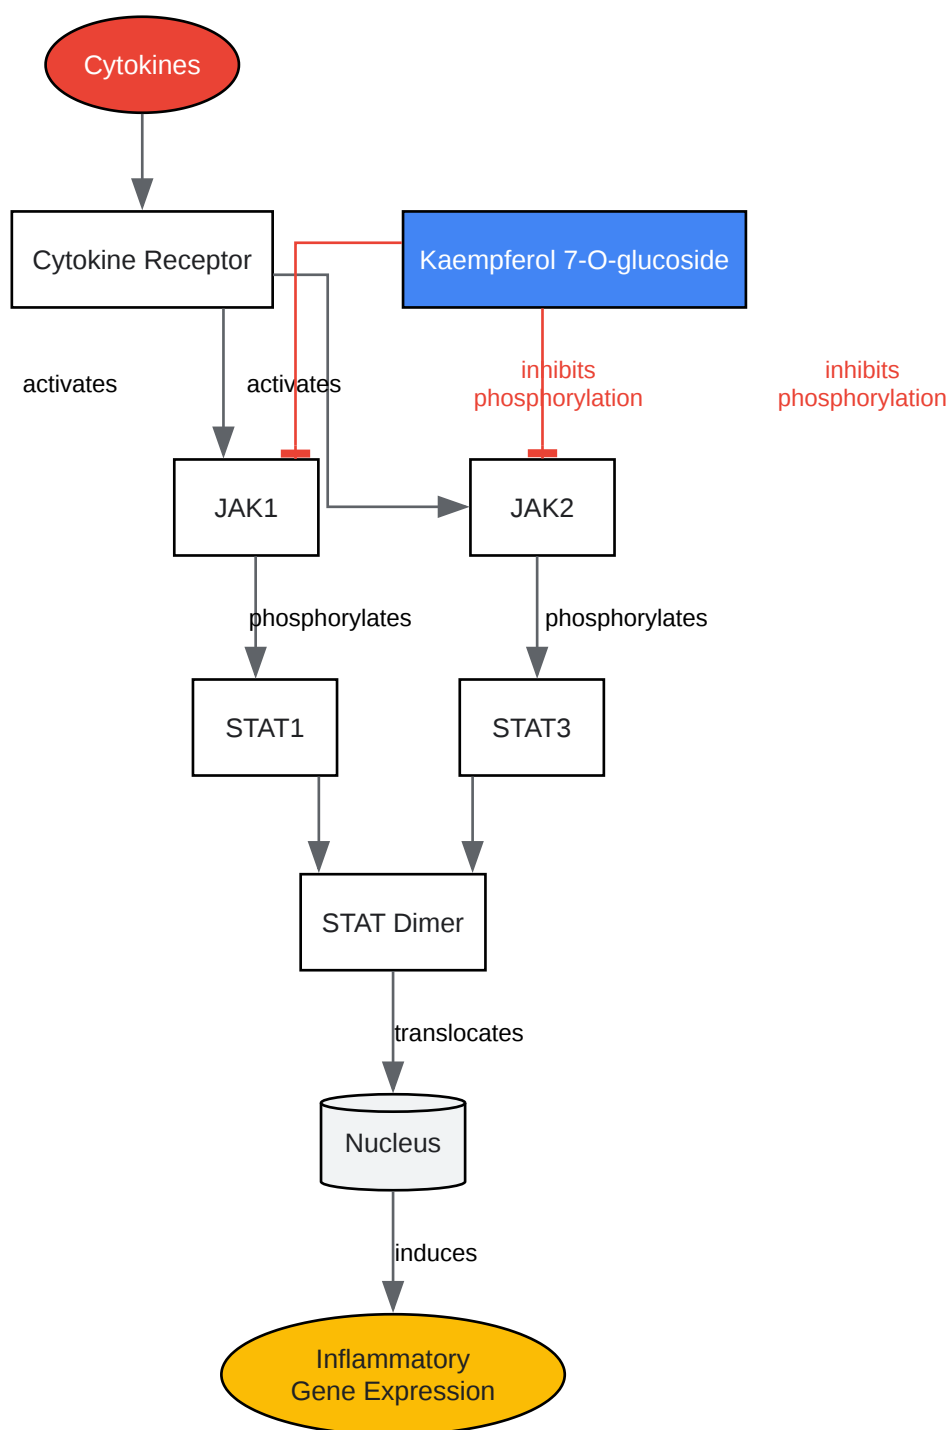 Cytokines
Cytokine Receptor
Kaempferol 7-O-glucoside
activates
activates
inhibits
phosphorylation
inhibits
phosphorylation
JAK1
JAK2
phosphorylates
phosphorylates
STAT1
STAT3
STAT Dimer
translocates
Nucleus
induces
Inflammatory
Gene Expression